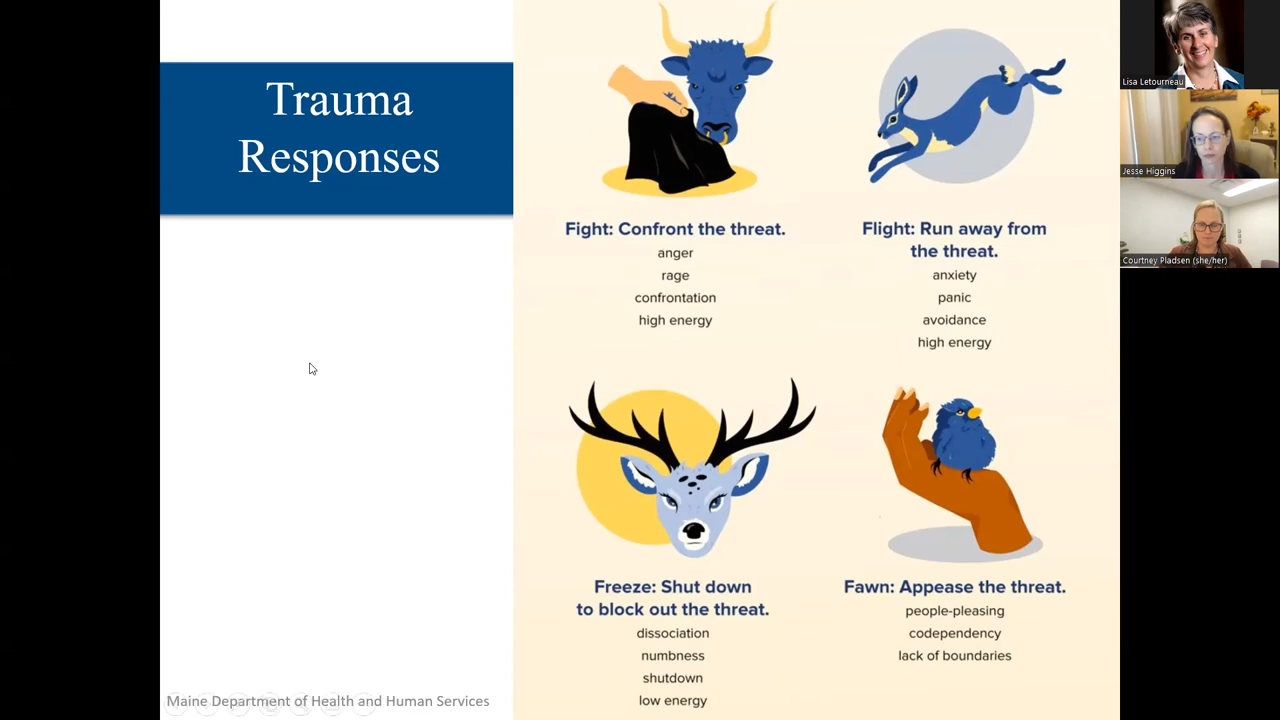 Trauma
Responses
Fight: Confront the threat.
anger
rage
confrontation
high energy
Flight: Run away from
the threat.
anxiety
panic
avoidance
high energy
Freeze: Shut down
to block out the threat.
dissociation
numbness
shutdown
low energy
Fawn: Appease the threat.
people-pleasing
codependency
lack of boundaries
Maine Department of Health and Human Services
Lisa Letourneau
Jesse Higgins
Courtney Pladsen (she/her)